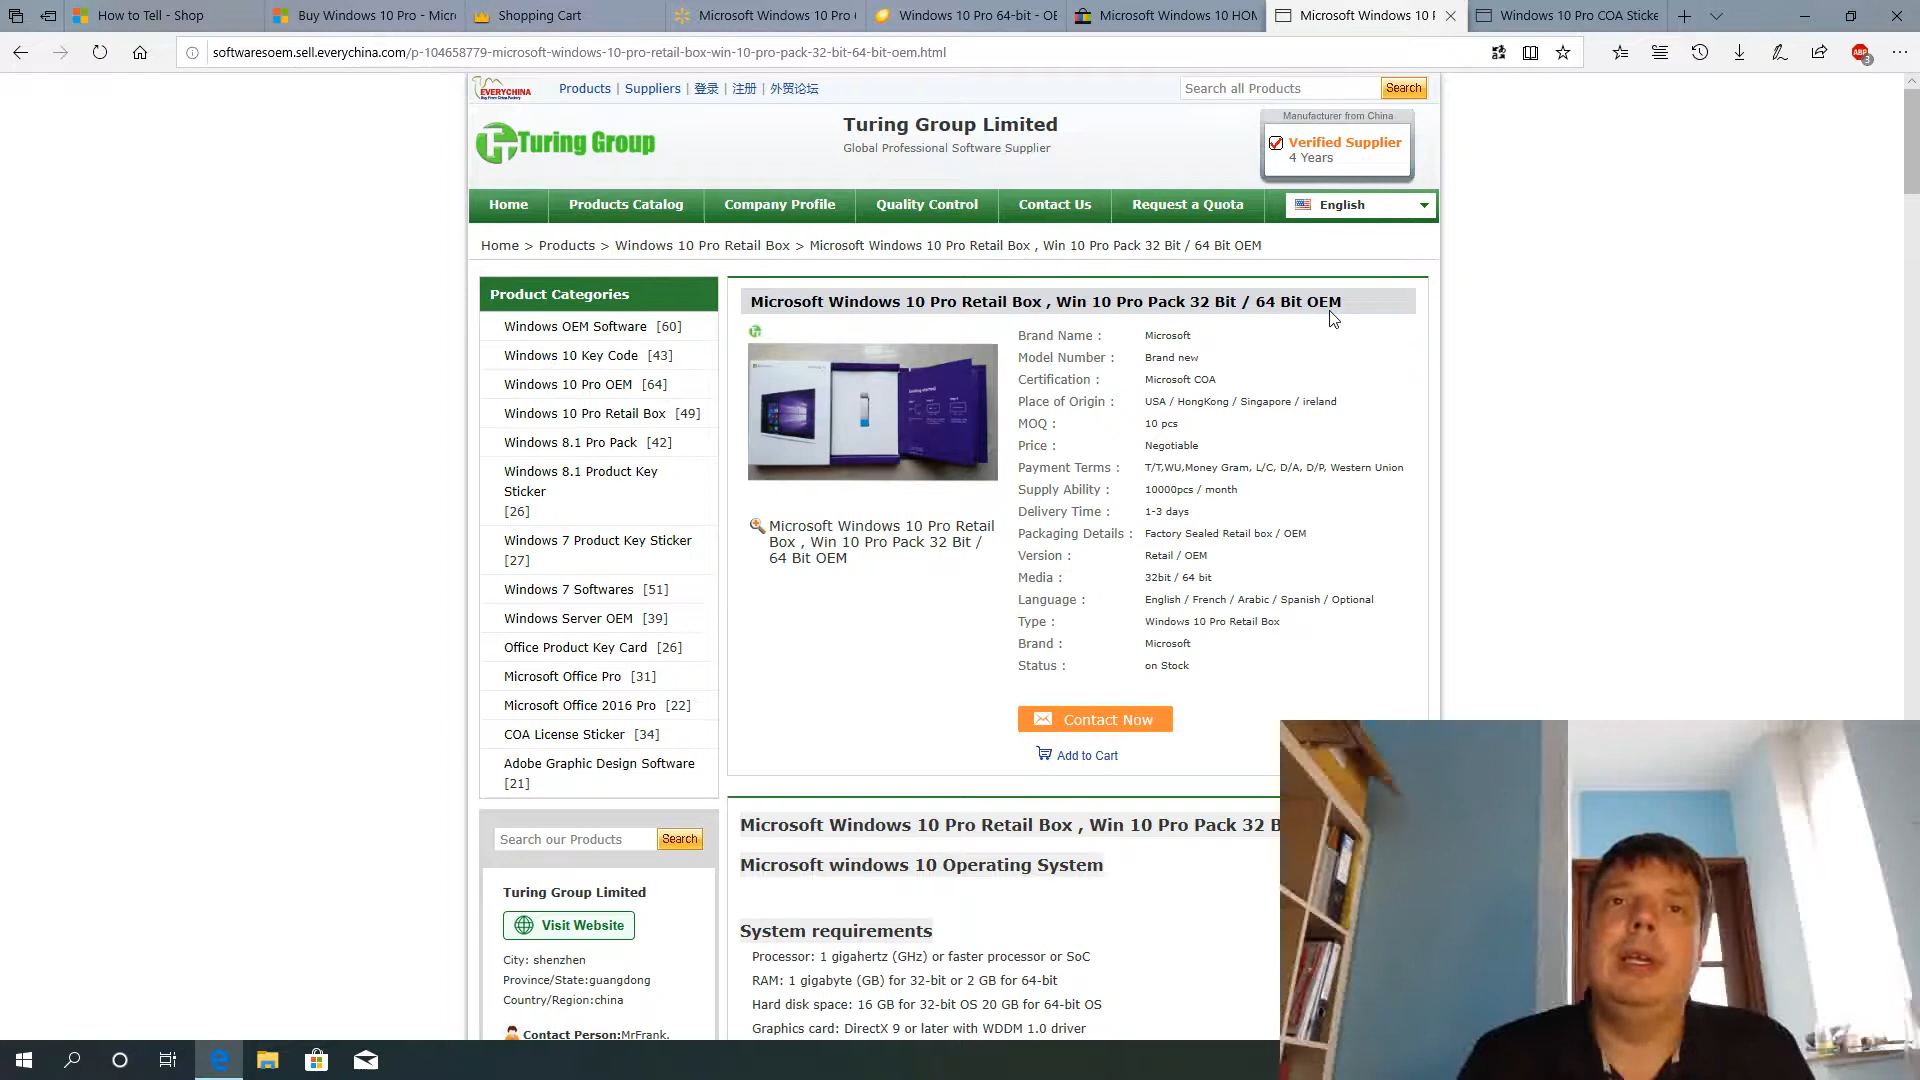 How to Tell - Shop
Buy Windows 10 Pro - Micr
Shopping Cart
Microsoft Windows 10 Pro
Windows 10 Pro 64-bit - OE
Microsoft Windows 10 HOM
Microsoft Windows 10 P
Windows 10 Pro COA Sticke
softwaresoem.sell.everychina.com/p-104658779-microsoft-windows-10-pro-retail-box-win-10-pro-pack-32-bit-64-bit-oem.html
ABP
3
EVERYCHINA
Buy From China Factory
Products | Suppliers | 登录 | 注册 | 外贸论坛
Search all Products
Search
Turing Group
Turing Group Limited
Global Professional Software Supplier
Manufacturer from China
Verified Supplier
4 Years
Home
Products Catalog
Company Profile
Quality Control
Contact Us
Request a Quota
English
Home > Products > Windows 10 Pro Retail Box > Microsoft Windows 10 Pro Retail Box , Win 10 Pro Pack 32 Bit / 64 Bit OEM
Product Categories
Windows OEM Software [60]
Windows 10 Key Code [43]
Windows 10 Pro OEM [64]
Windows 10 Pro Retail Box [49]
Windows 8.1 Pro Pack [42]
Windows 8.1 Product Key
Sticker
[26]
Windows 7 Product Key Sticker
[27]
Windows 7 Softwares [51]
Windows Server OEM [39]
Office Product Key Card [26]
Microsoft Office Pro [31]
Microsoft Office 2016 Pro [22]
COA License Sticker [34]
Adobe Graphic Design Software
[21]
Search our Products
Search
Turing Group Limited
Visit Website
City: shenzhen
Province/State:guangdong
Country/Region:china
Contact Person:MrFrank.
Microsoft Windows 10 Pro Retail Box , Win 10 Pro Pack 32 Bit / 64 Bit OEM
Microsoft Windows 10 Pro Retail
Box , Win 10 Pro Pack 32 Bit /
64 Bit OEM
Brand Name : Microsoft
Model Number : Brand new
Certification : Microsoft COA
Place of Origin : USA / HongKong / Singapore / ireland
MOQ : 10 pcs
Price : Negotiable
Payment Terms : T/T,WU,Money Gram, L/C, D/A, D/P, Western Union
Supply Ability : 10000pcs / month
Delivery Time : 1-3 days
Packaging Details : Factory Sealed Retail box / OEM
Version : Retail / OEM
Media : 32bit / 64 bit
Language : English / French / Arabic / Spanish / Optional
Type : Windows 10 Pro Retail Box
Brand : Microsoft
Status : on Stock
Contact Now
Add to Cart
Microsoft Windows 10 Pro Retail Box , Win 10 Pro Pack 32 B
Microsoft windows 10 Operating System
System requirements
Processor: 1 gigahertz (GHz) or faster processor or SoC
RAM: 1 gigabyte (GB) for 32-bit or 2 GB for 64-bit
Hard disk space: 16 GB for 32-bit OS 20 GB for 64-bit OS
Graphics card: DirectX 9 or later with WDDM 1.0 driver